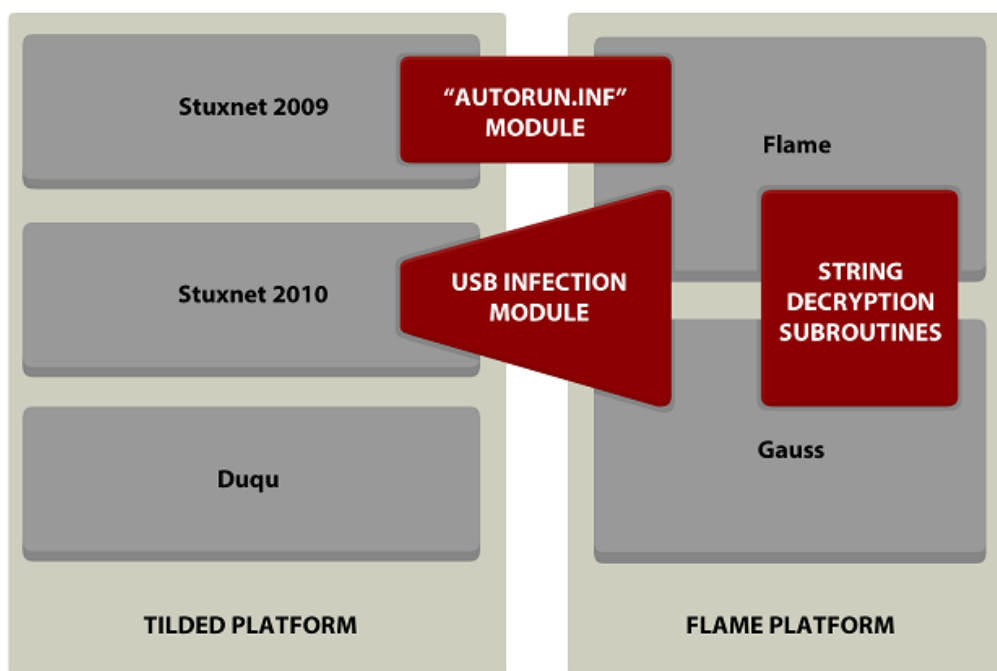 Stuxnet 2009
“AUTORUN.INF”
MODULE
Flame
Stuxnet 2010
USB INFECTION
MODULE
STRING
DECRYPTION
SUBROUTINES
Duqu
Gauss
TILDED PLATFORM
FLAME PLATFORM